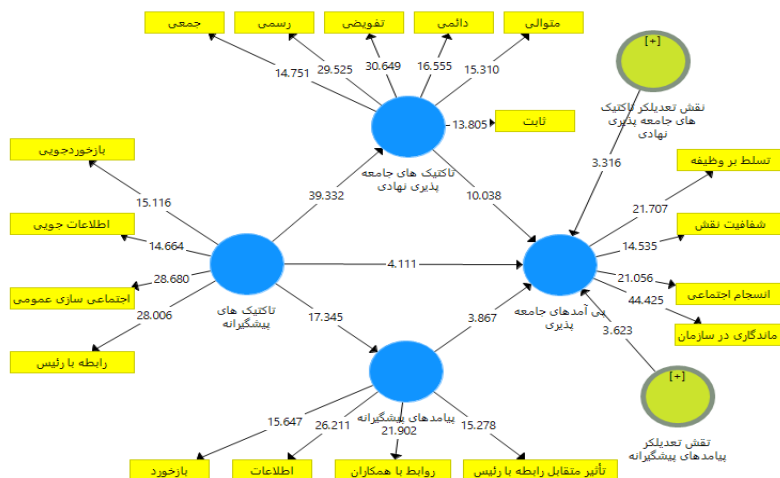 جمعی
رسمی
تفویضی
دائمی
متوالی
[+]
14.751
29.525
30.649
16.555
15.310
نقش تعدیلکر تاکتیک
های جامعه پذیری
نهادی
13.805
ثابت
بازخوردجویی
تاکتیک های جامعه
پذیری نهادی
3.316
تسلط بر وظیفه
15.116
39.332
10.038
21.707
اطلاعات جویی
14.664
14.535
شفافیت نقش
4.111
28.680
21.056
اجتماعی سازی عمومی
انسجام اجتماعی
28.006
تاکتیک های
پیشگیرانه
17.345
3.867
پی آمدهای جامعه
پذیری
44.425
3.623
ماندگاری در سازمان
رابطه با رئیس
[+]
پیامدهای پیشگیرانه
15.647
26.211
21.902
15.278
تقش تعدیلکر
پیامدهای پیشگیرانه
بازخورد
اطلاعات
روابط با همکاران
تأثیر متقابل رابطه با رئیس